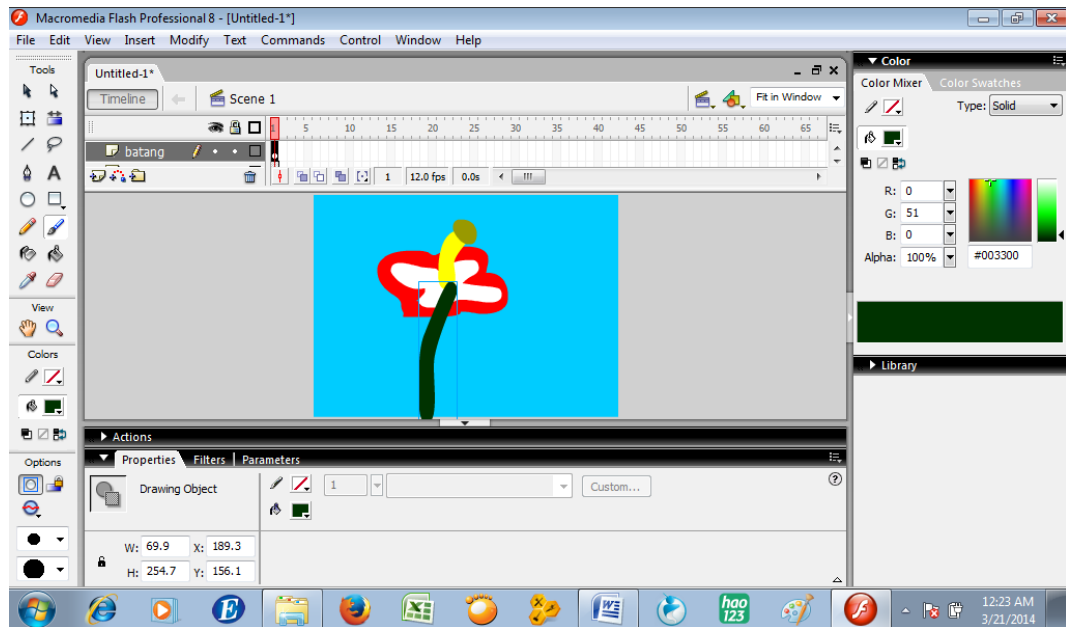 Macromedia Flash Professional 8 - [Untitled-1*]
File Edit View Insert Modify Text Commands Control Window Help
Tools
Untitled-1*
Timeline
Scene 1
Fit in Window
1 5 10 15 20 25 30 35 40 45 50 55 60 65
batang
1 12.0 fps 0.0s
View
Colors
Options
Actions
Properties Filters Parameters
Drawing Object
1
Custom...
W: 69.9 X: 189.3
H: 254.7 Y: 156.1
Color
Color Mixer Color Swatches
Type: Solid
R: 0
G: 51
B: 0
Alpha: 100% #003300
Library
hao
123
12:23 AM
3/21/2014